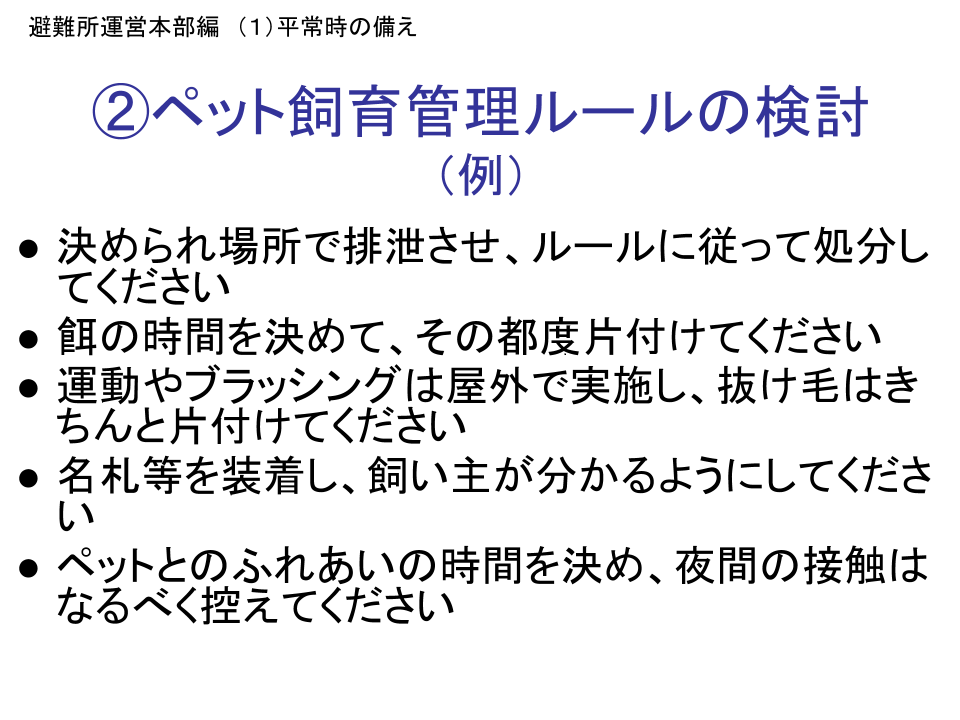 避難所運営本部編　（１）平常時の備え
②ペット飼育管理ルールの検討
（例）
● 決められ場所で排泄させ、ルールに従って処分し
てください
● 餌の時間を決めて、その都度片付けてください
● 運動やブラッシングは屋外で実施し、抜け毛はき
ちんと片付けてください
● 名札等を装着し、飼い主が分かるようにしてくださ
い
● ペットとのふれあいの時間を決め、夜間の接触は
なるべく控えてください